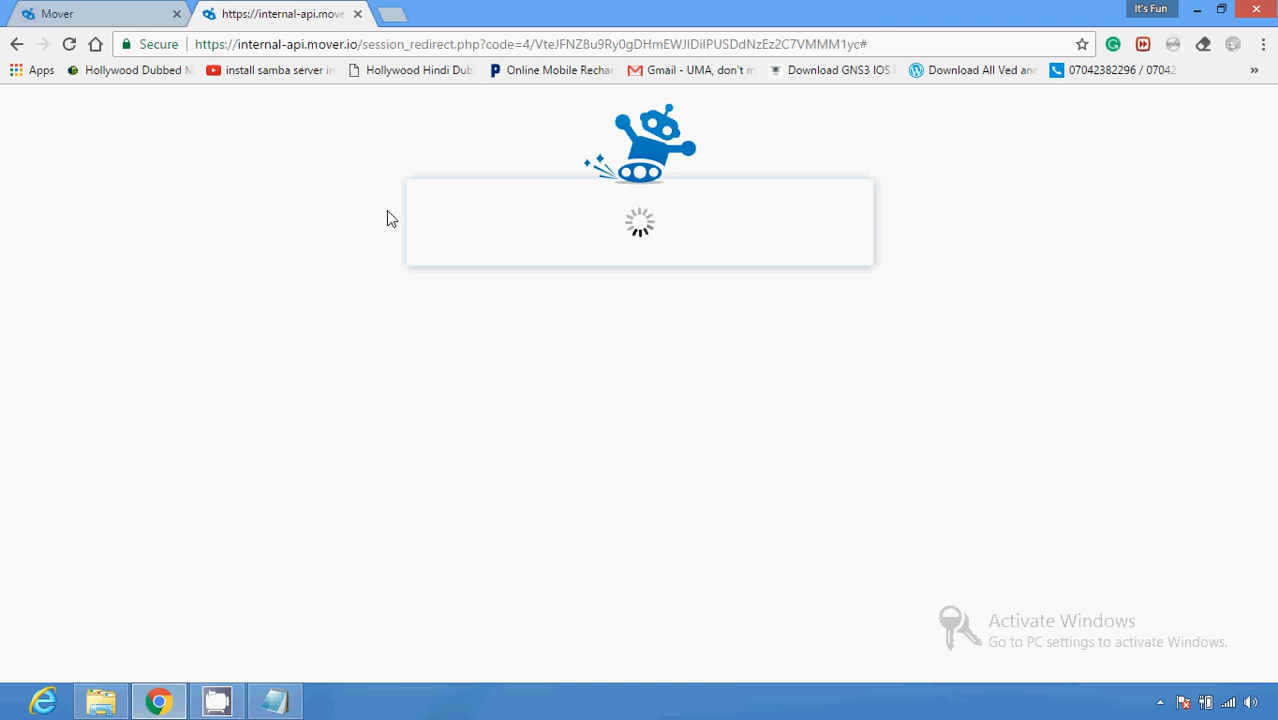 Mover
https://internal-api.move
It's Fun
Secure
https://internal-api.mover.io/session_redirect.php?code=4/VteJFNZ8u9Ry0gDHmEWJIDiIPUSDdNzEz2C7VMMM1yc#
Apps
Hollywood Dubbed M
install samba server in
Hollywood Hindi Dub
Online Mobile Rechar
Gmail - UMA, don't m
Download GNS3 IOS
Download All Ved and
07042382296 / 07042
Activate Windows
Go to PC settings to activate Windows.